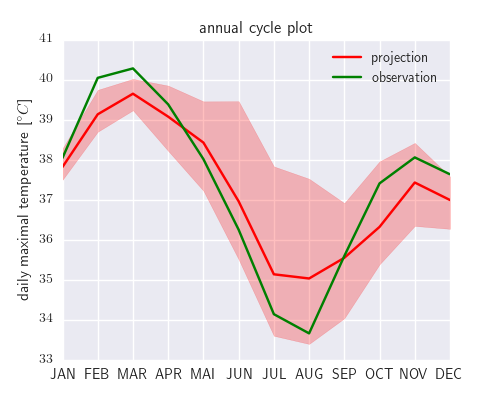 annual cycle plot
daily maximal temperature [°C]
41
40
39
38
37
36
35
34
33
projection
observation
JAN FEB MAR APR MAI JUN JUL AUG SEP OCT NOV DEC